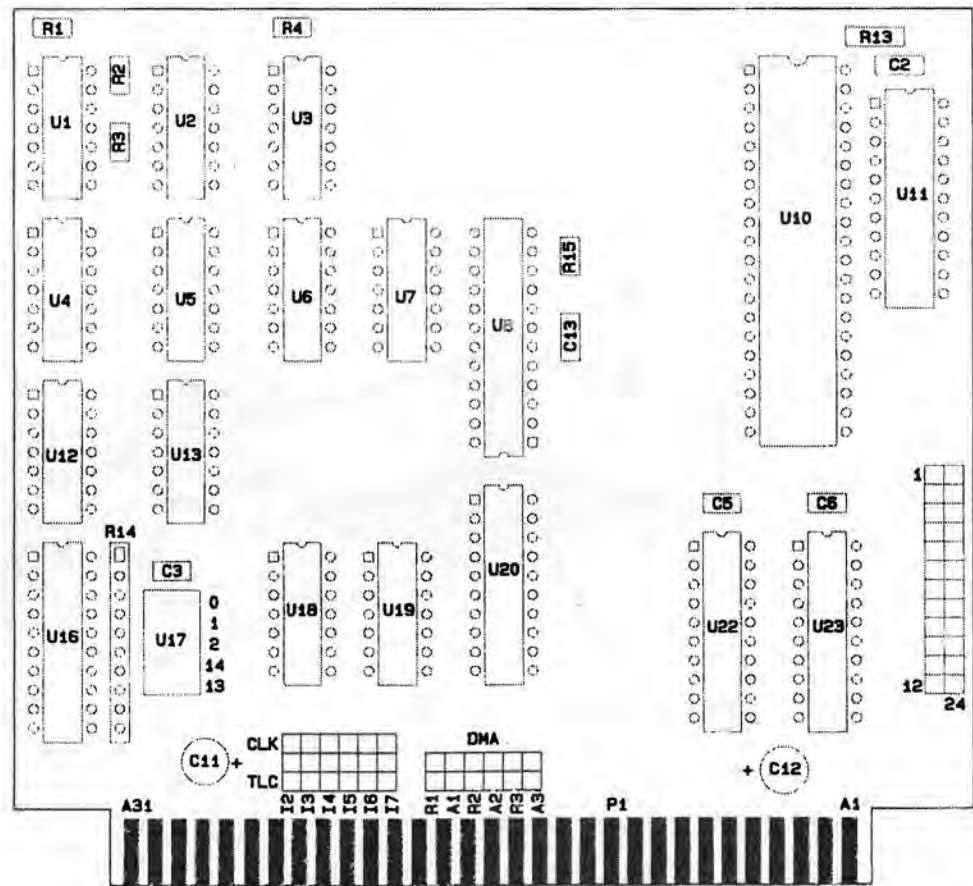 R1
R4
R13
R2
C2
U1
U2
U3
R3
U10
U11
R15
U4
U5
U6
U7
U8
C13
U12
U13
1
R14
C5
C6
C3
U20
0
U16
U17
1
U18
U19
U22
U23
2
14
13
12
24
CLK
DMA
C11 +
+ C12
TLC
A31
I2
I3
I4
I5
I6
I7
R1
A1
R2
A2
R3
A3
P1
A1